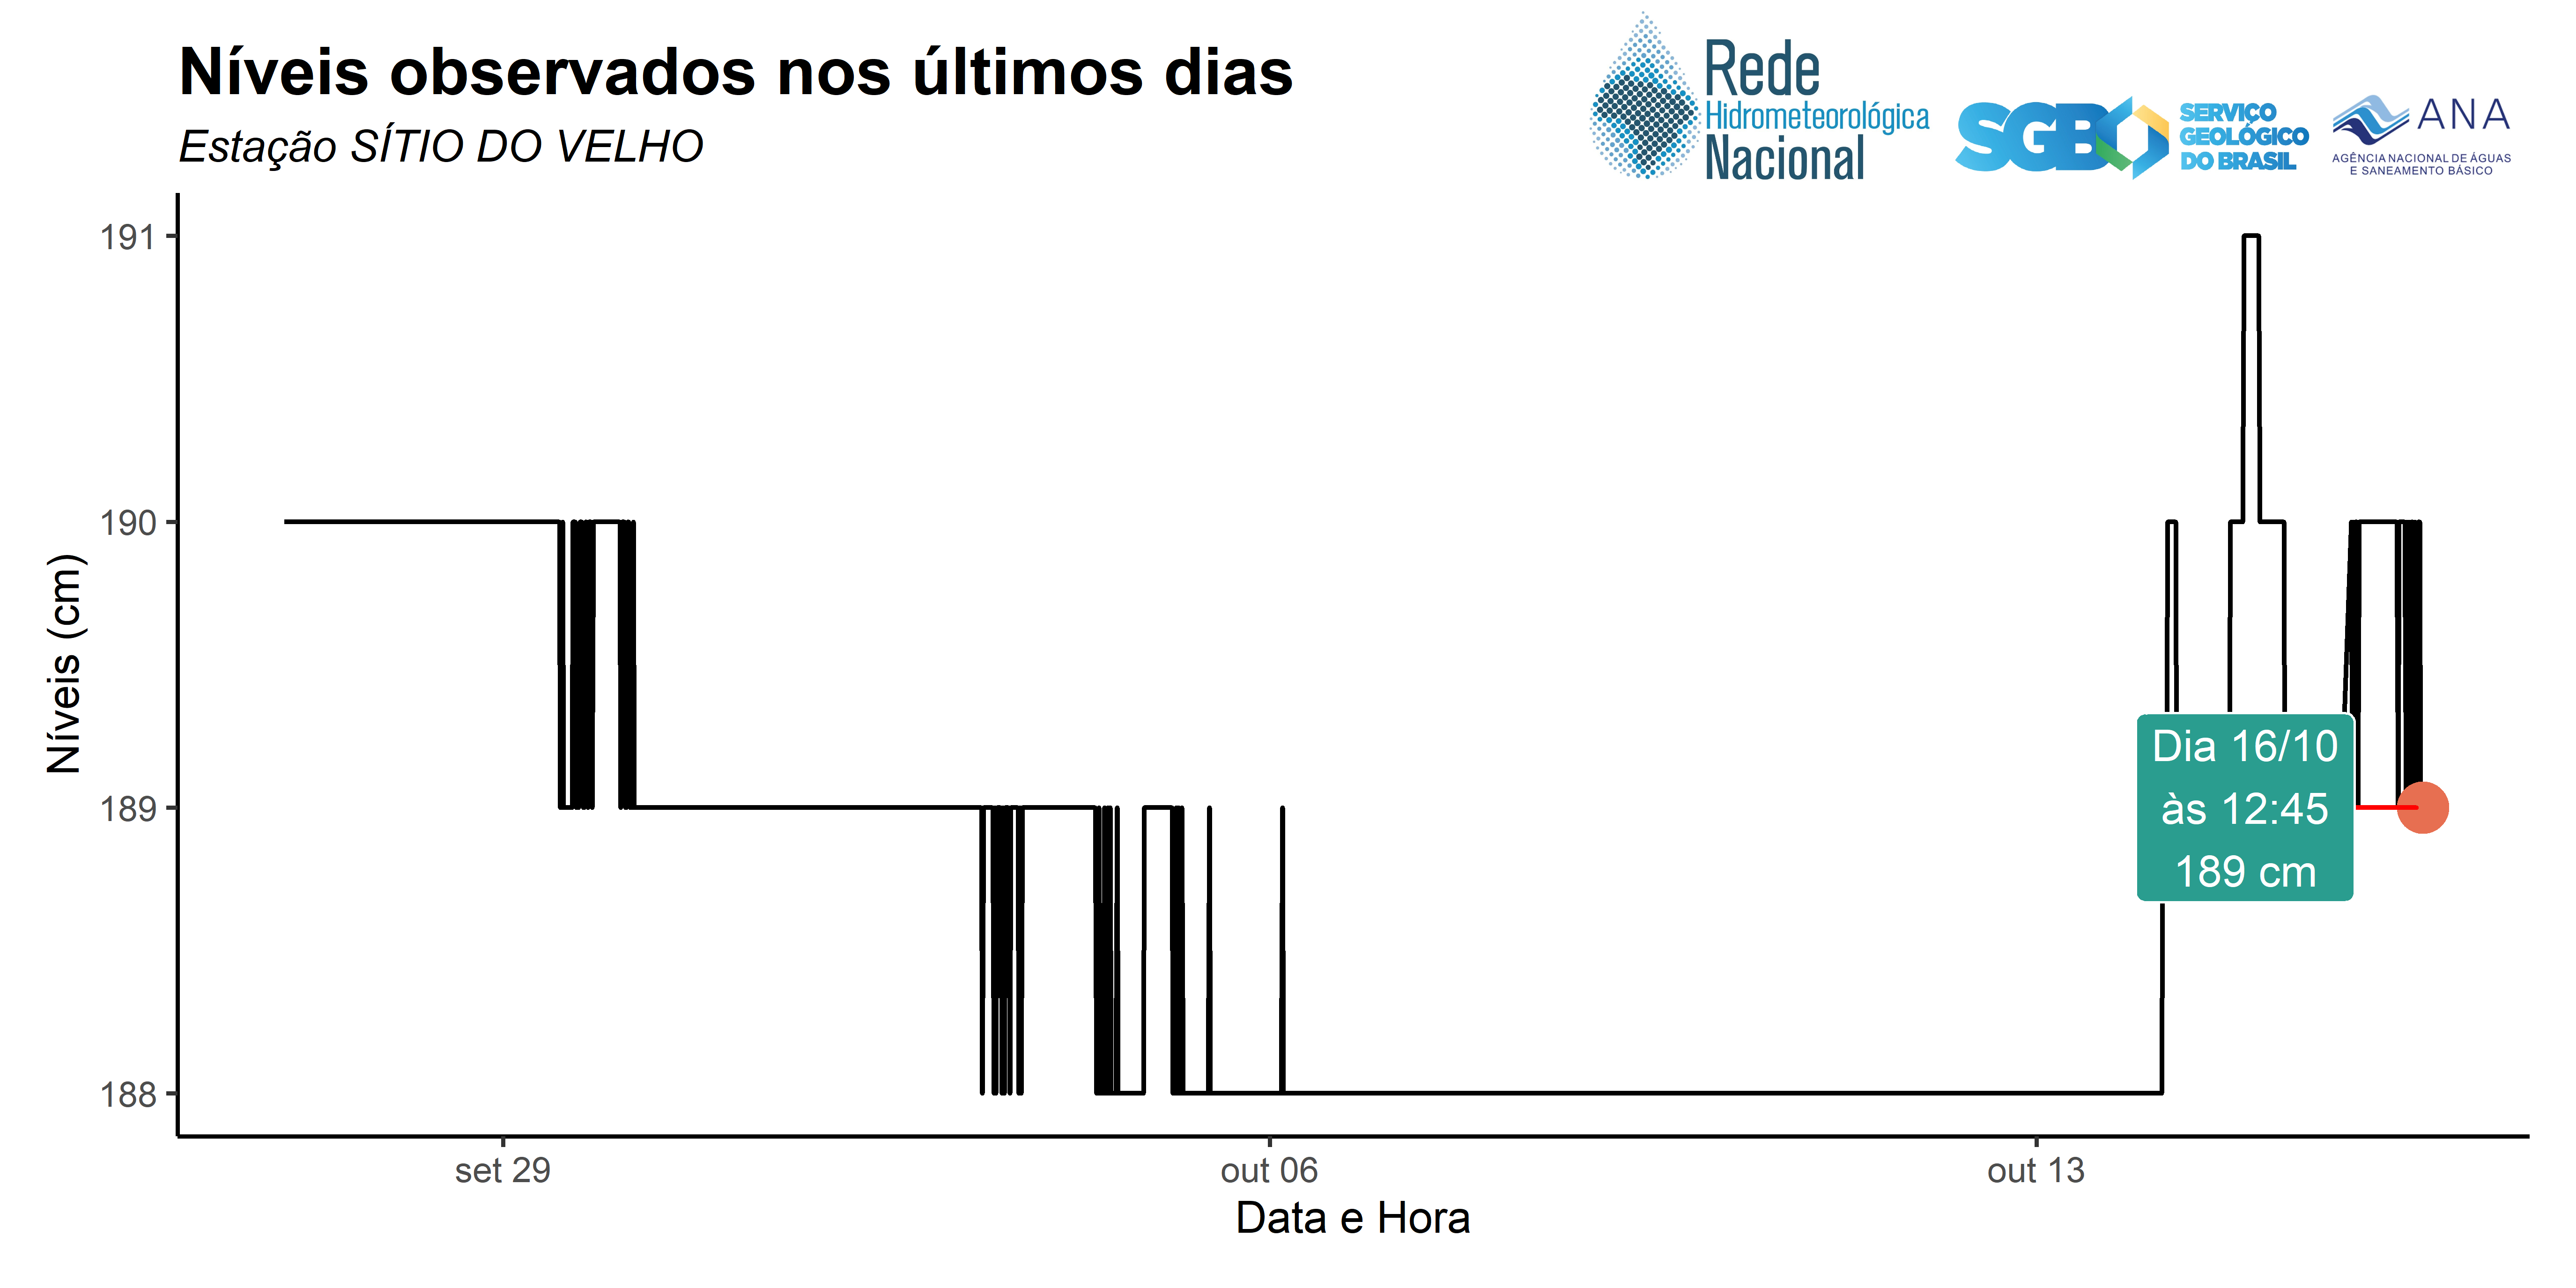 Níveis observados nos últimos dias
Estação SÍTIO DO VELHO
Rede
Hidrometeorológica
Nacional
SGB
SERVIÇO
GEOLÓGICO
DO BRASIL
ANA
AGÊNCIA NACIONAL DE ÁGUAS
E SANEAMENTO BÁSICO
Níveis (cm)
191
190
189
188
Dia 16/10
às 12:45
189 cm
set 29
out 06
out 13
Data e Hora